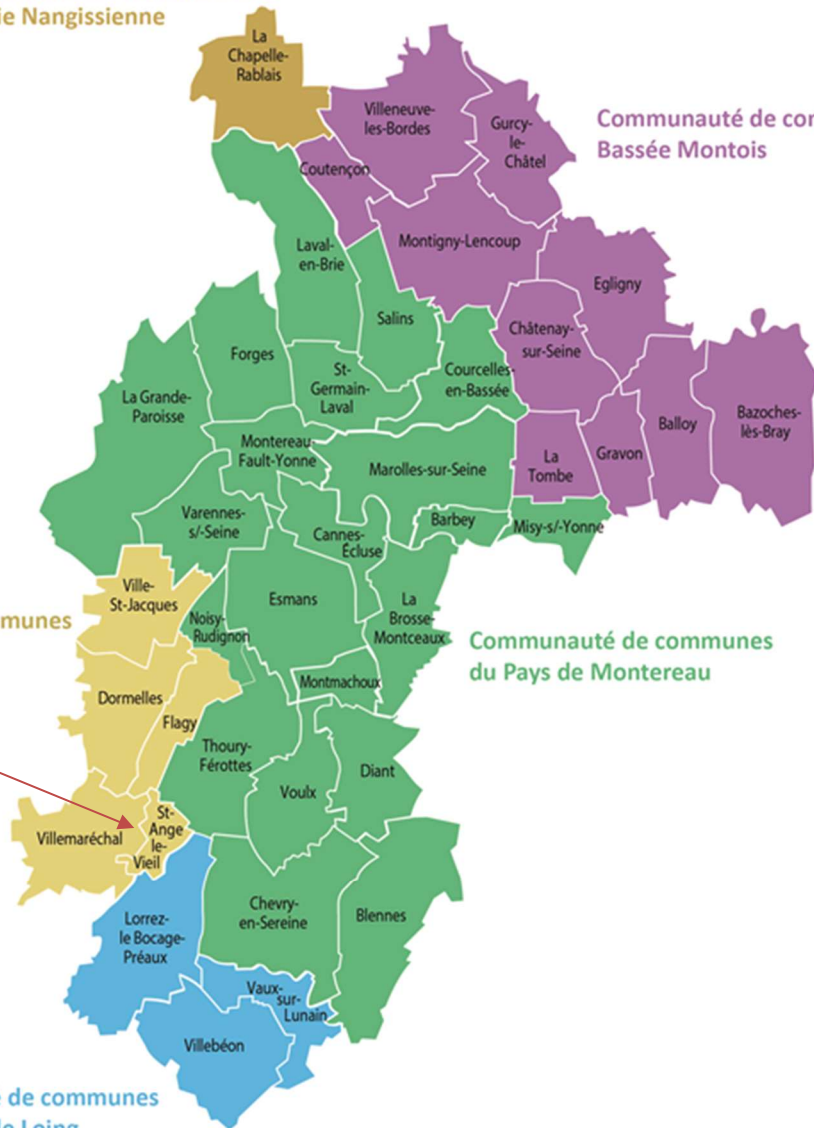 ie Nangissienne
La
Chapelle-
Rablais
Villeneuve-
les-Bordes
Gurcy-
le-
Châtel
Communauté de cor
Bassée Montois
Coutençon
Montigny-Lencoup
Laval-
en-Brie
Egligny
Salins
Châtenay-
sur-Seine
Forges
St-
Germain-
Laval
Courcelles-
en-Bassée
La Grande-
Paroisse
Balloy
Bazoches-
lès-Bray
Montereau-
Fault-Yonne
Marolles-sur-Seine
La
Tombe
Gravon
Varennes-
s/-Seine
Cannes-
Écluse
Barbey
Misy-s/-Yonne
Ville-
St-Jacques
Noisy-
Rudignon
Esmans
La
Brosse-
Montceaux
munes
Communauté de communes
du Pays de Montereau
Dormelles
Flagy
Montmachoux
Thoury-
Férottes
Voulx
Diant
Villemaréchal
St-
Ange
le-
Vieil
Lorrez-
le Bocage-
Préaux
Chevry-
en-Sereine
Blennes
Vaux-
sur-
Lunain
Villebéon
é de communes
de Loing